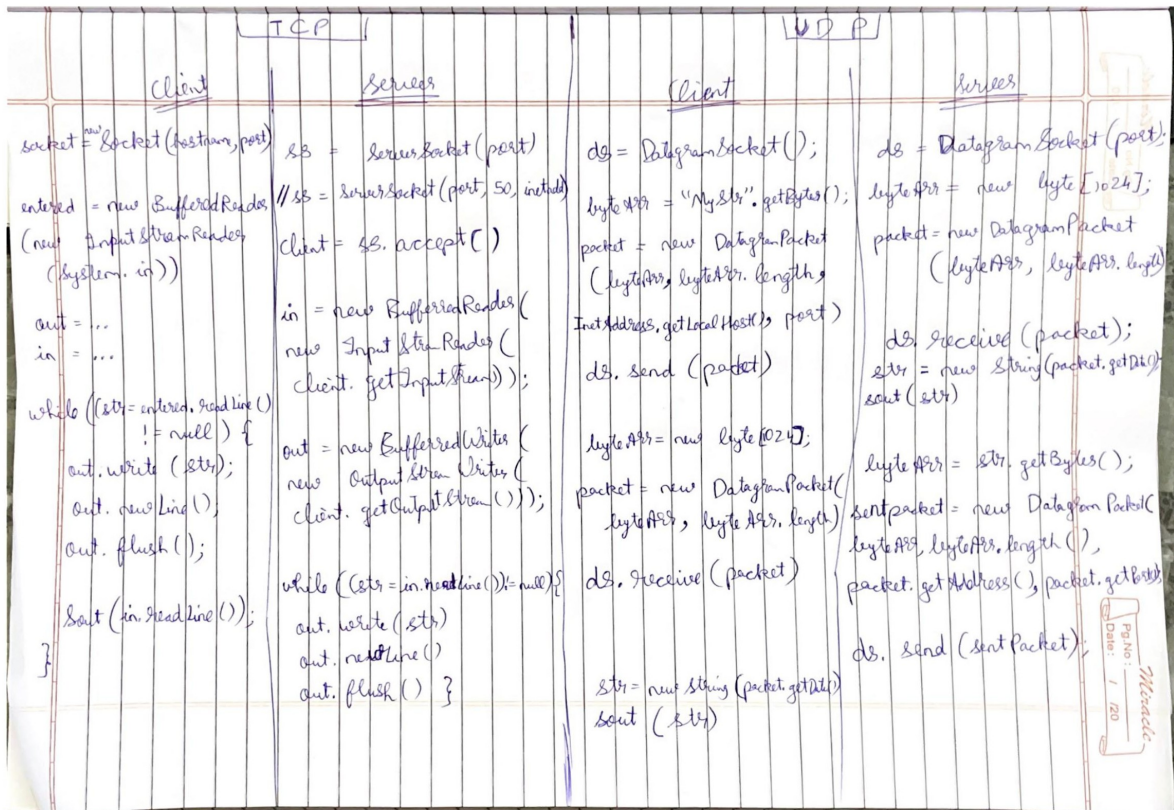 TCP
Client
socket = new Socket(hostnam, port)
entered = new BufferedReader
(new InputStramReader
(System.in))
out = ...
in = ...
while ((str = entered.readLine()
!= null) {
out.write (str);
out.newLine();
out.flush();
Sout (in.readLine());
}
Server
ss = serverSocket(port)
//ss = serverSocket(port, 50, inetadd)
client = ss.accept()
in = new BufferredReader(
new InputStreReader(
client.getInputStream()));
out = new BufferredWriter(
new OutputStrem Writer(
client.getOutputStream()));
while ((str = in.readLine()) != null) {
out.write(str)
out.newLine()
out.flush() }
UDP
Client
ds = DatagramSocket();
byteArr = "MyStr".getBytes();
packet = new DatagramPacket
(byteArr, byteArr.length,
InetAddress.getLocalHost(), port)
ds.send (packet)
byteArr = new byte[1024];
packet = new DatagramPacket(
byteArr, byteArr.length)
ds.receive (packet)
str = new String (packet.getData())
sout (str)
Server
ds = DatagramSocket(port);
byteArr = new byte[1024];
packet = new DatagramPacket
(byteArr, byteArr.length)
ds.receive (packet);
str = new String(packet.getData());
sout (str)
byteArr = str.getBytes();
sentpacket = new DatagramPacket(
byteArr, byteArr.length(),
packet.getAddress(), packet.getPort());
ds.send (sentPacket);
Miracle
Pg.No :
Date : / /20